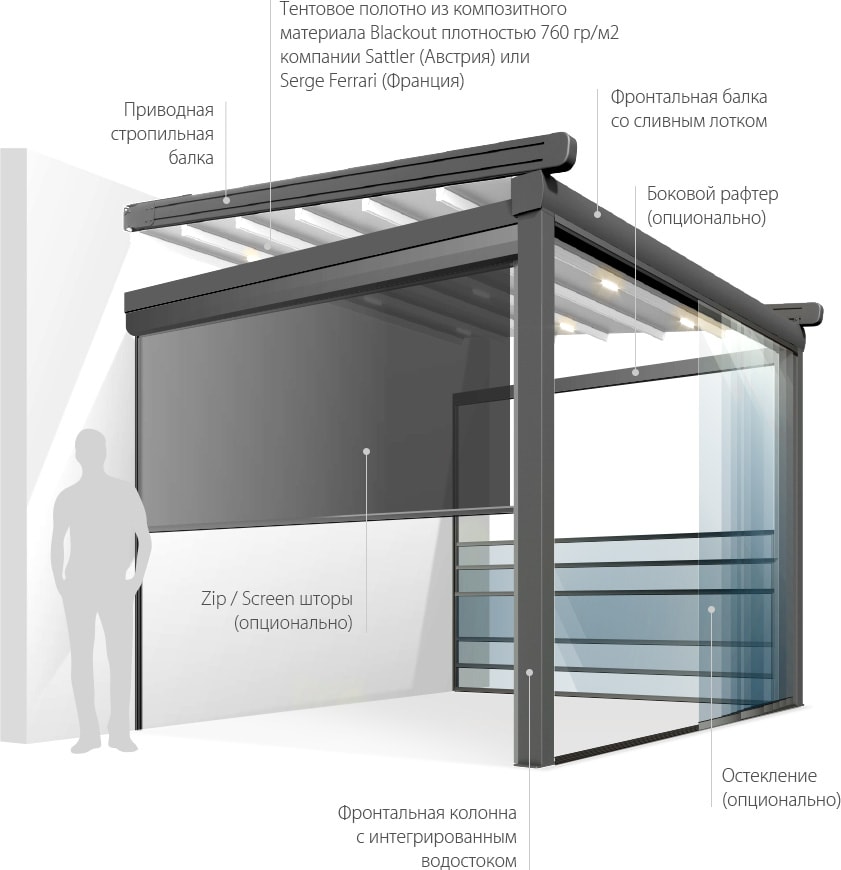 Тентовое полотно из композитного
материала Blackout плотностью 760 гр/м2
компании Sattler (Австрия) или
Serge Ferrari (Франция)
Приводная
стропильная
балка
Фронтальная балка
со сливным лотком
Боковой рафтер
(опционально)
Zip / Screen шторы
(опционально)
Остекление
(опционально)
Фронтальная колонна
с интегрированным
водостоком